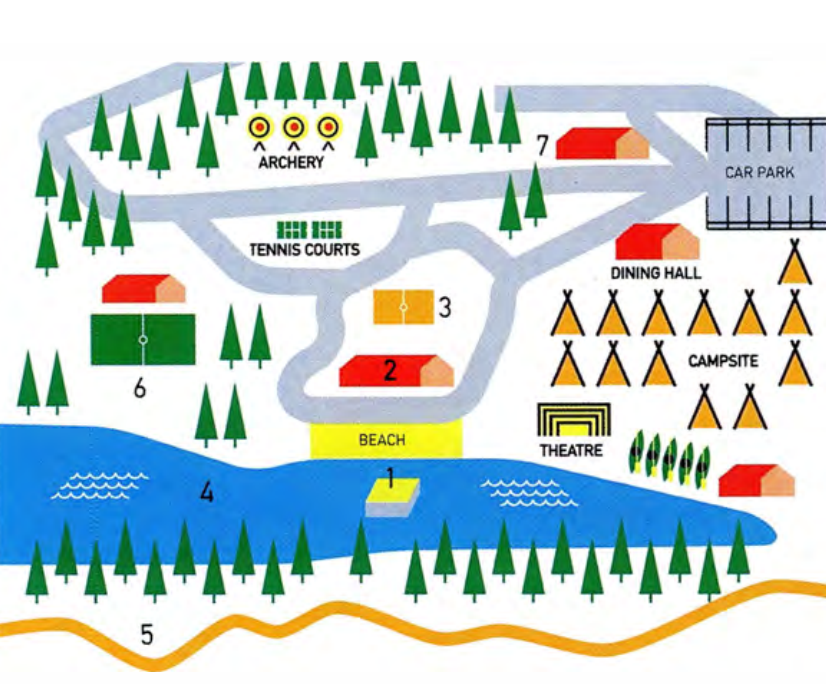 7
ARCHERY
CAR PARK
TENNIS COURTS
DINING HALL
3
CAMPSITE
2
6
BEACH
THEATRE
1
4
5